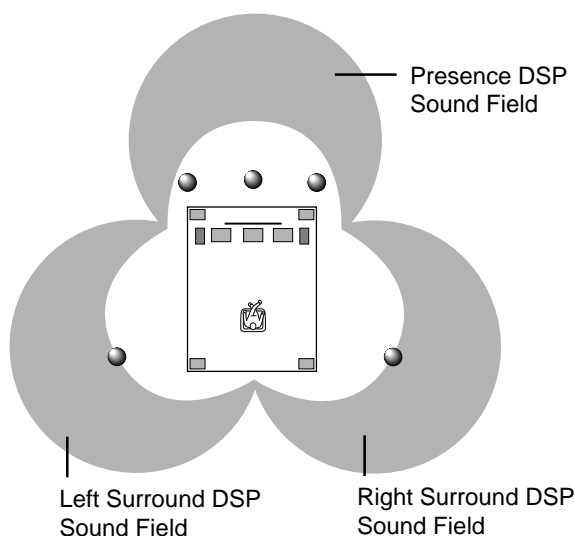 Presence DSP
Sound Field
Left Surround DSP
Sound Field
Right Surround DSP
Sound Field